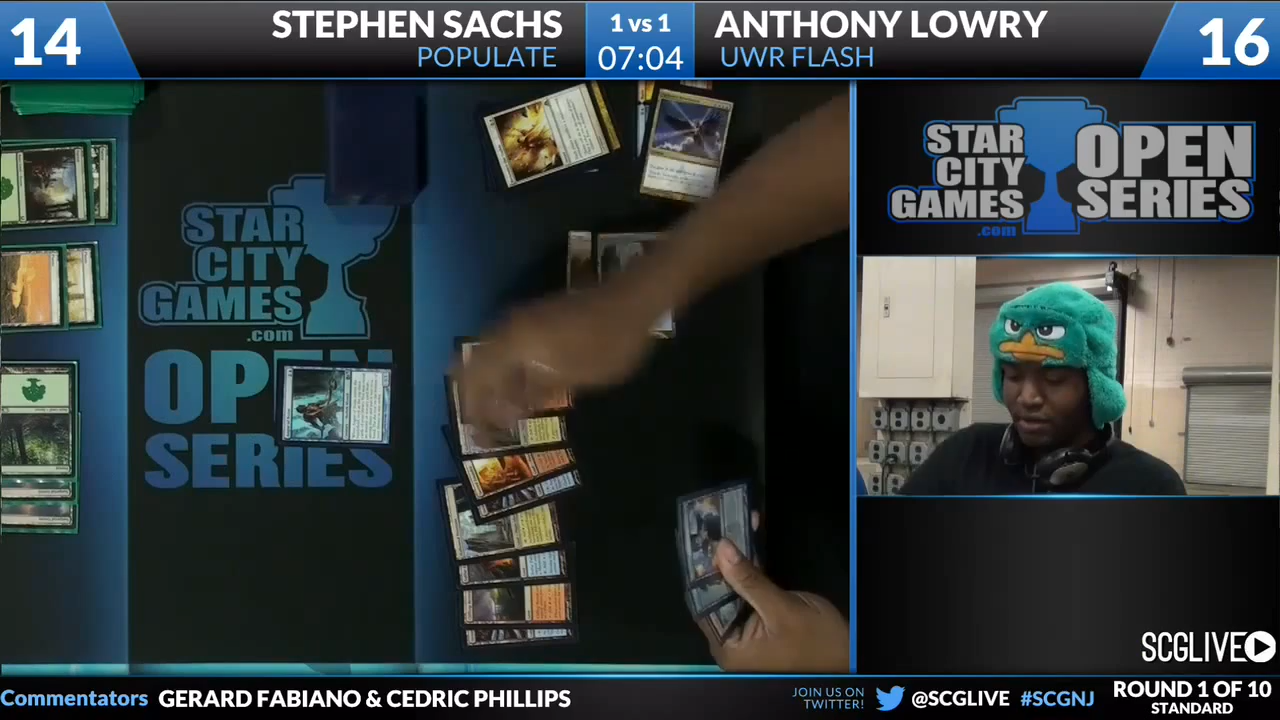 14
STEPHEN SACHS
POPULATE
1 vs 1
07:04
ANTHONY LOWRY
UWR FLASH
16
STAR
CITY
GAMES
.com
OPEN
SERIES
STAR
CITY
GAMES
.com
OP
SERIES
SCGLIVE
Commentators GERARD FABIANO & CEDRIC PHILLIPS
JOIN US ON
TWITTER!
@SCGLIVE #SCGNJ
ROUND 1 OF 10
STANDARD